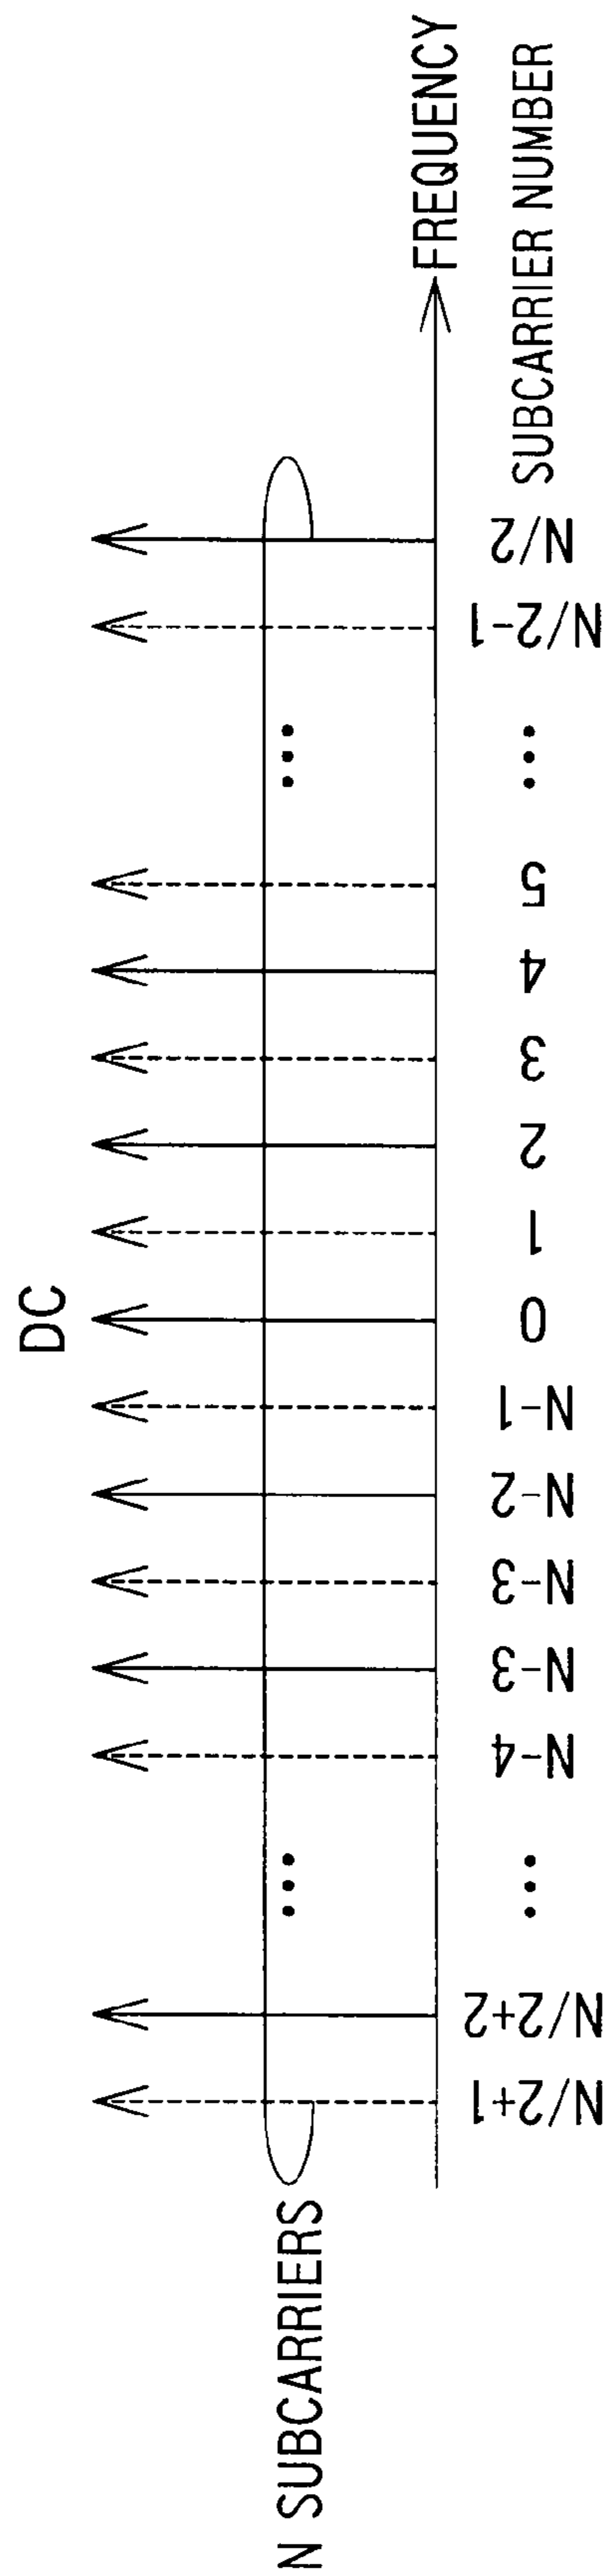 DC
N SUBCARRIERS
... ...
FREQUENCY
N/2+1 N/2+2 ... N-4 N-3 N-3 N-2 N-1 0 1 2 3 4 5 ... N/2-1 N/2
SUBCARRIER NUMBER